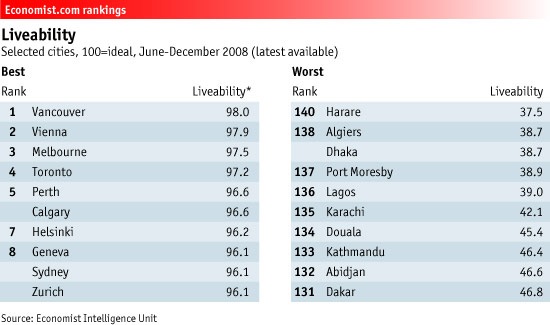 Economist.com rankings
Liveability
Selected cities, 100=ideal, June-December 2008 (latest available)
Best
Rank Liveability*
1 Vancouver 98.0
2 Vienna 97.9
3 Melbourne 97.5
4 Toronto 97.2
5 Perth 96.6
Calgary 96.6
7 Helsinki 96.2
8 Geneva 96.1
Sydney 96.1
Zurich 96.1
Worst
Rank Liveability
140 Harare 37.5
138 Algiers 38.7
Dhaka 38.7
137 Port Moresby 38.9
136 Lagos 39.0
135 Karachi 42.1
134 Douala 45.4
133 Kathmandu 46.4
132 Abidjan 46.6
131 Dakar 46.8
Source: Economist Intelligence Unit